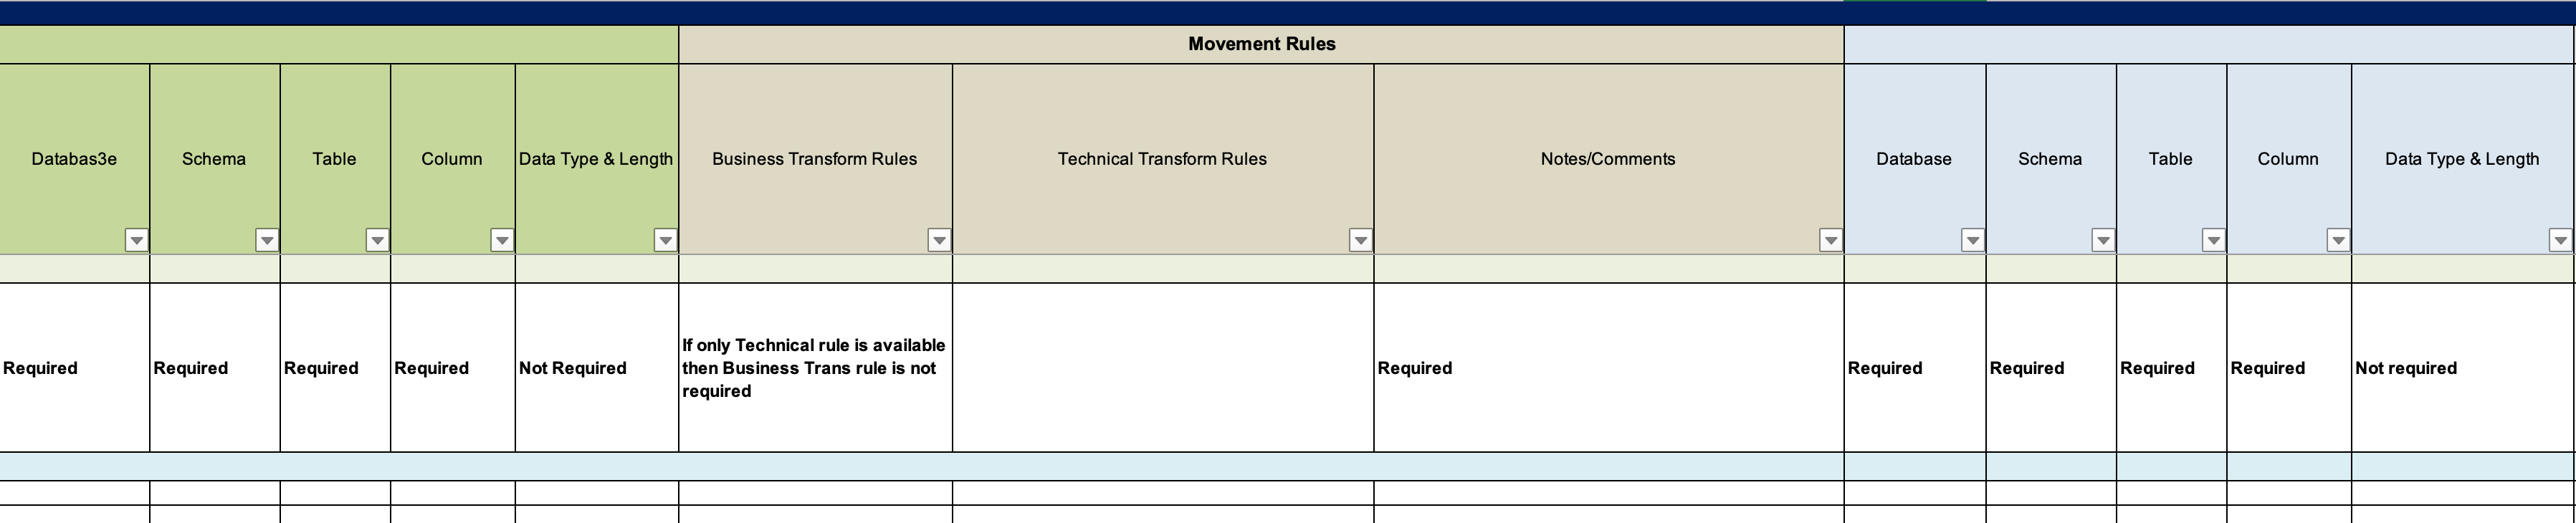 Movement Rules
Databas3e
Schema
Table
Column
Data Type & Length
Business Transform Rules
Technical Transform Rules
Notes/Comments
Database
Schema
Table
Column
Data Type & Length
Required
Required
Required
Required
Not Required
If only Technical rule is available
then Business Trans rule is not
required
Required
Required
Required
Required
Required
Not required